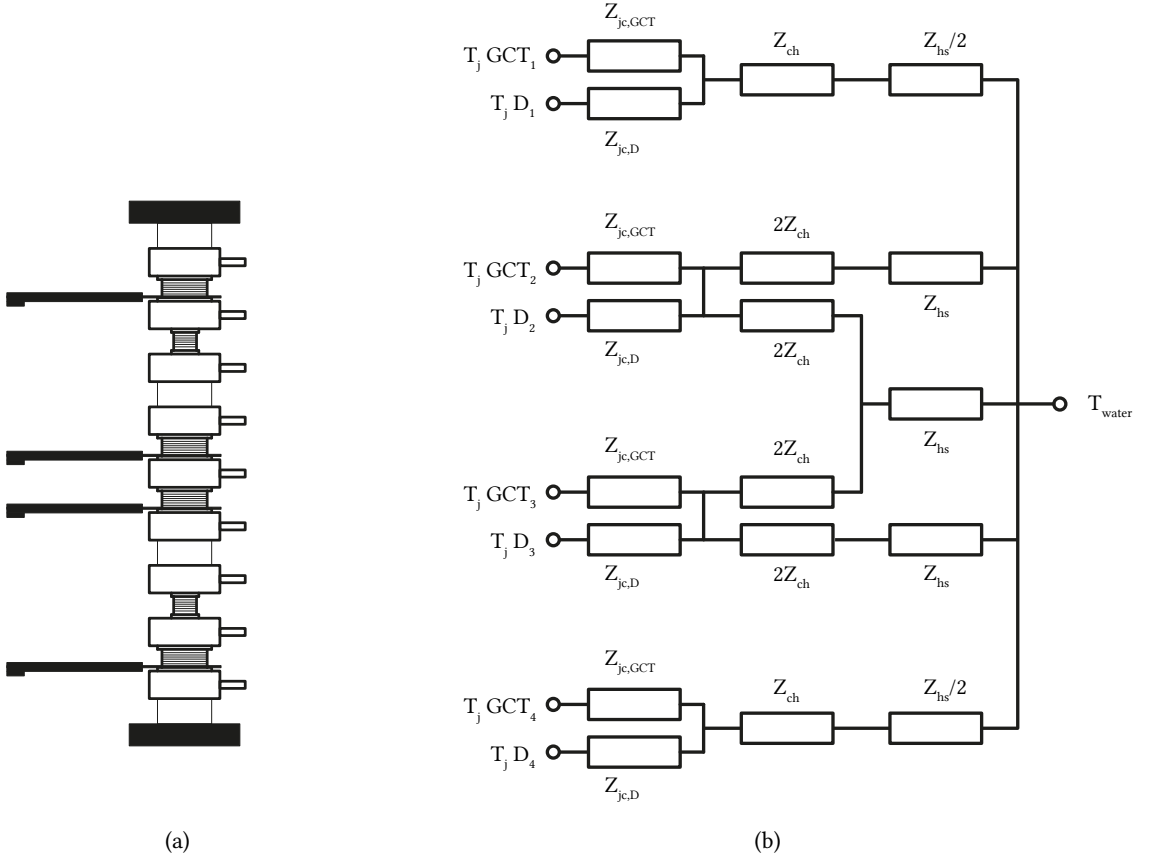 Z_jc,GCT
Z_ch
Z_hs/2
T_j GCT_1
T_j D_1
Z_jc,D
Z_jc,GCT
2Z_ch
T_j GCT_2
Z_hs
T_j D_2
Z_jc,D
2Z_ch
T_water
Z_hs
Z_jc,GCT
2Z_ch
T_j GCT_3
T_j D_3
Z_jc,D
2Z_ch
Z_hs
Z_jc,GCT
Z_ch
Z_hs/2
T_j GCT_4
T_j D_4
Z_jc,D
(a)
(b)